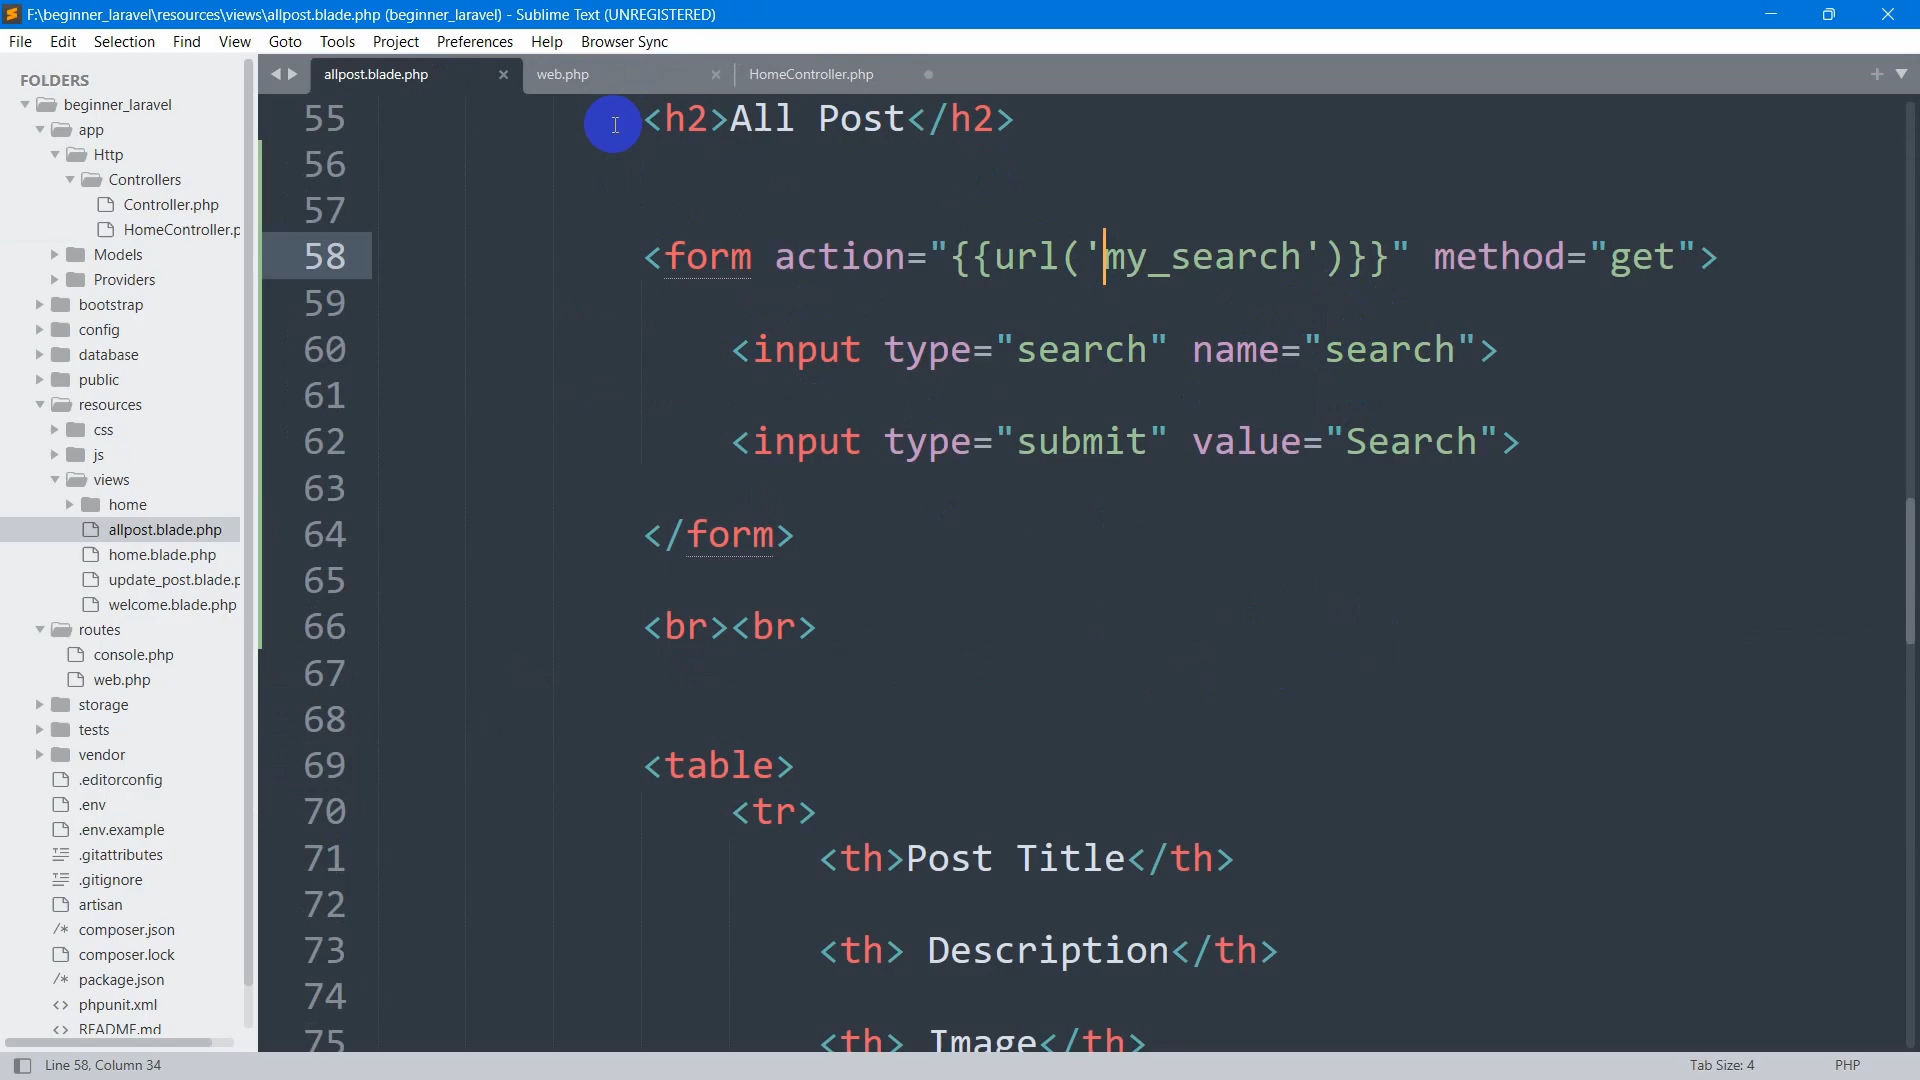 F:\beginner_laravel\resources\views\allpost.blade.php (beginner_laravel) - Sublime Text (UNREGISTERED)
File Edit Selection Find View Goto Tools Project Preferences Help Browser Sync
FOLDERS
beginner_laravel
app
Http
Controllers
Controller.php
HomeController.p
Models
Providers
bootstrap
config
database
public
resources
css
js
views
home
allpost.blade.php
home.blade.php
update_post.blade.p
welcome.blade.php
routes
console.php
web.php
storage
tests
vendor
.editorconfig
.env
.env.example
.gitattributes
.gitignore
artisan
composer.json
composer.lock
package.json
phpunit.xml
README.md
allpost.blade.php web.php HomeController.php
55 <h2>All Post</h2>
56
57
58 <form action="{{url('my_search')}}" method="get">
59
60 <input type="search" name="search">
61
62 <input type="submit" value="Search">
63
64 </form>
65
66 <br><br>
67
68
69 <table>
70 <tr>
71 <th>Post Title</th>
72
73 <th> Description</th>
74
75 <th> Image</th>
Line 58, Column 34 Tab Size: 4 PHP